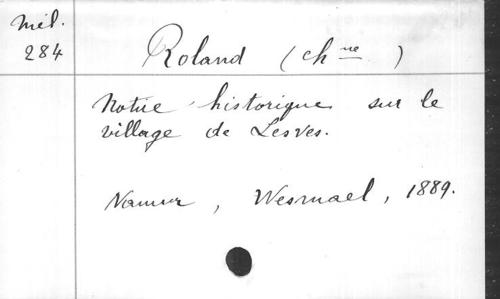 Mél.
284
Roland (Chne)
Notice historique sur le
village de Lesves.
Namur, Wesmael, 1889.